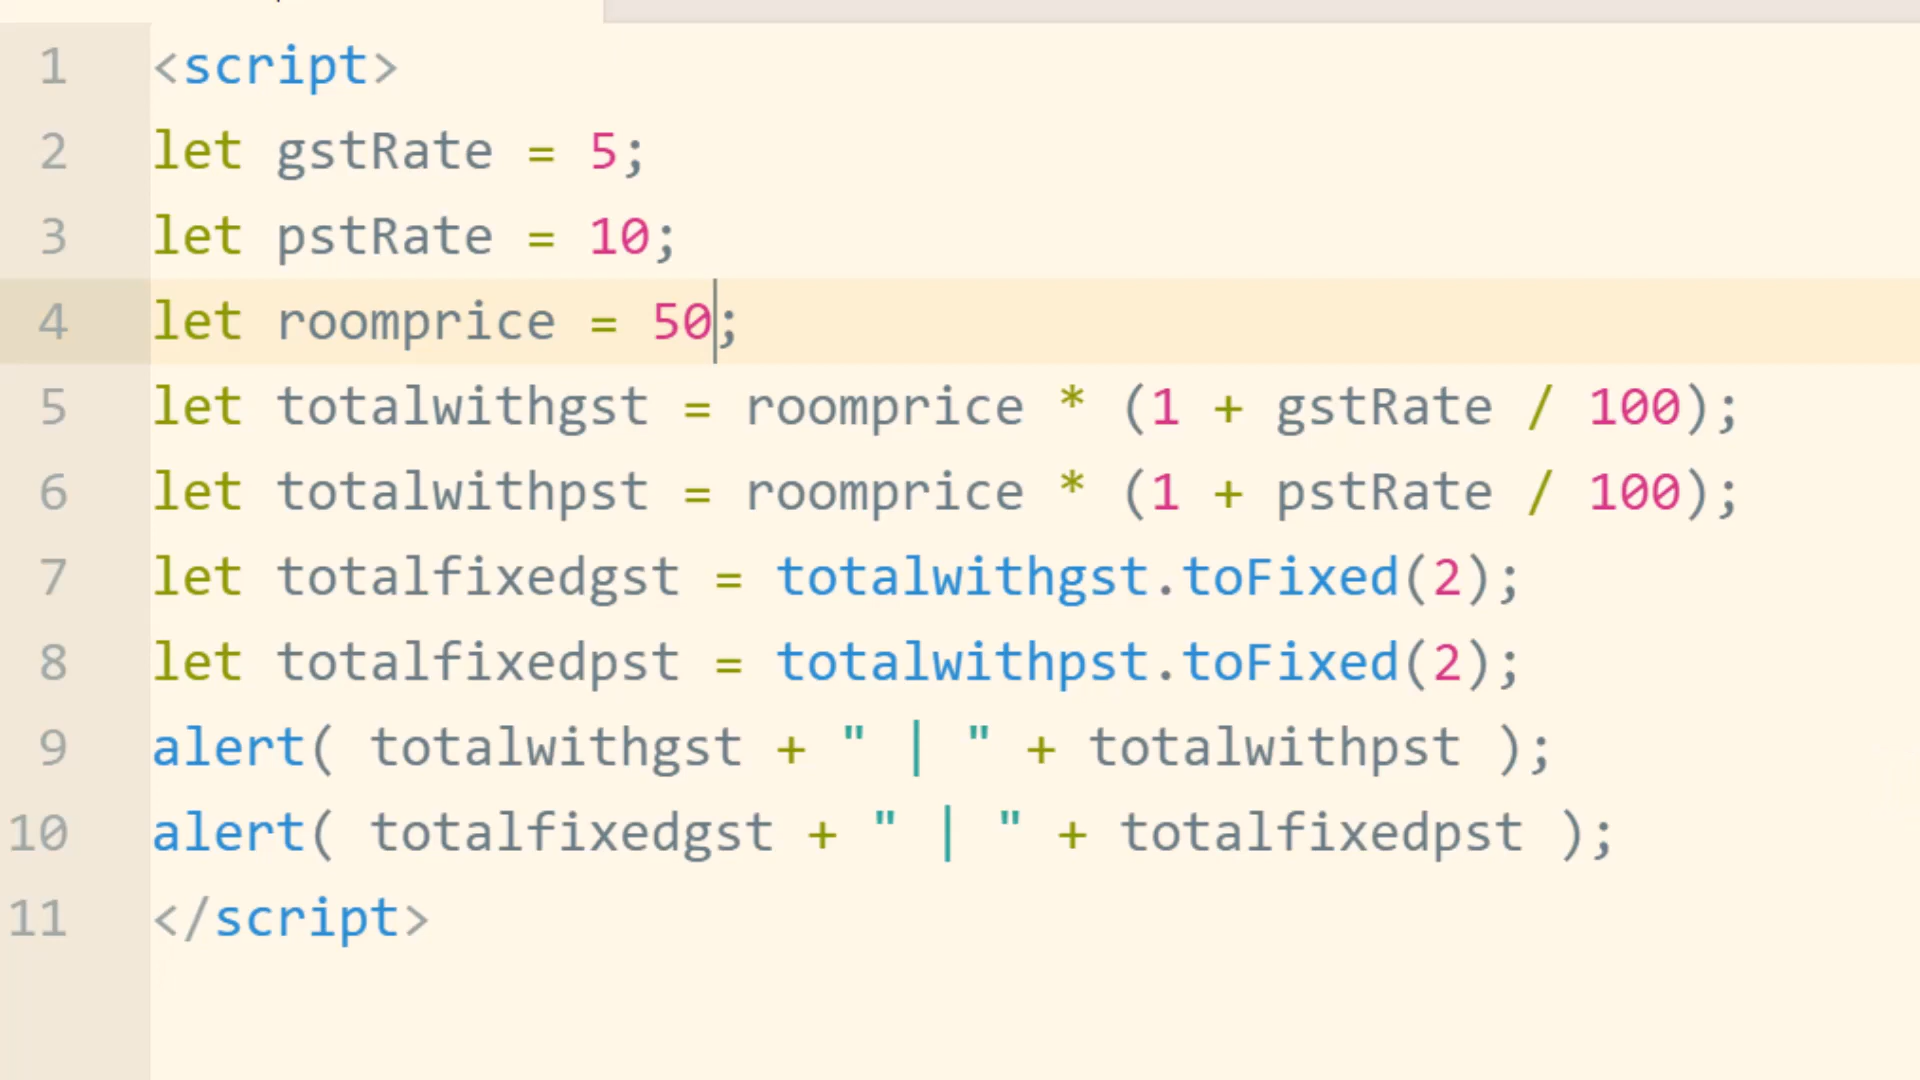 1 <script>
2 let gstRate = 5;
3 let pstRate = 10;
4 let roomprice = 50;
5 let totalwithgst = roomprice * (1 + gstRate / 100);
6 let totalwithpst = roomprice * (1 + pstRate / 100);
7 let totalfixedgst = totalwithgst.toFixed(2);
8 let totalfixedpst = totalwithpst.toFixed(2);
9 alert( totalwithgst + " | " + totalwithpst );
10 alert( totalfixedgst + " | " + totalfixedpst );
11 </script>